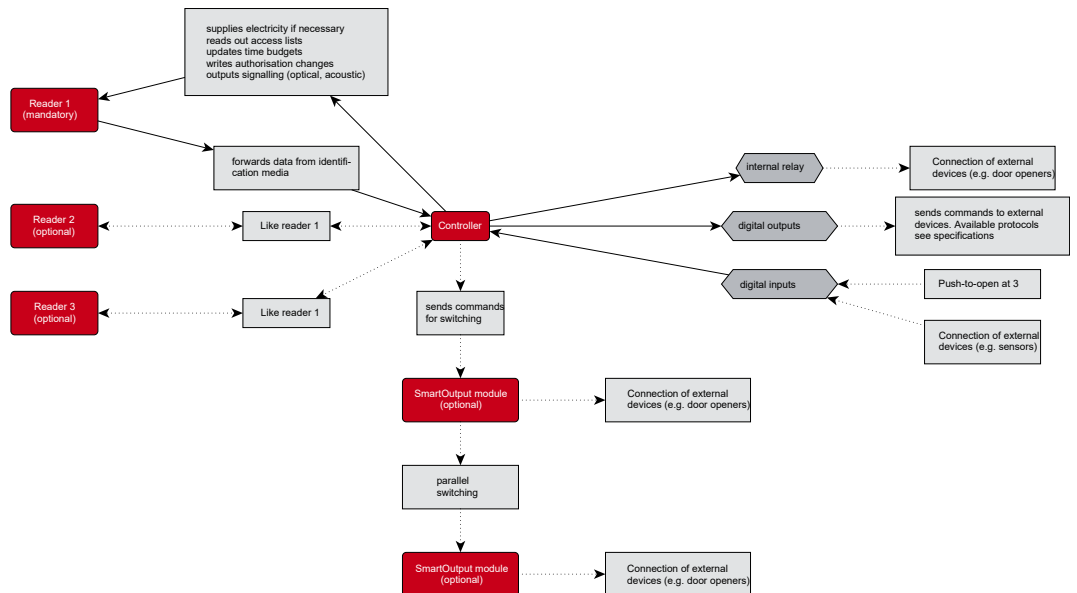 supplies electricity if necessary
reads out access lists
updates time budgets
writes authorisation changes
outputs signalling (optical, acoustic)
Reader 1
(mandatory)
forwards data from identifi-
cation media
internal relay
Connection of external
devices (e.g. door openers)
Reader 2
(optional)
Like reader 1
Controller
digital outputs
sends commands to external
devices. Available protocols
see specifications
Reader 3
(optional)
Like reader 1
sends commands
for switching
digital inputs
Push-to-open at 3
Connection of external
devices (e.g. sensors)
SmartOutput module
(optional)
Connection of external
devices (e.g. door openers)
parallel
switching
SmartOutput module
(optional)
Connection of external
devices (e.g. door openers)